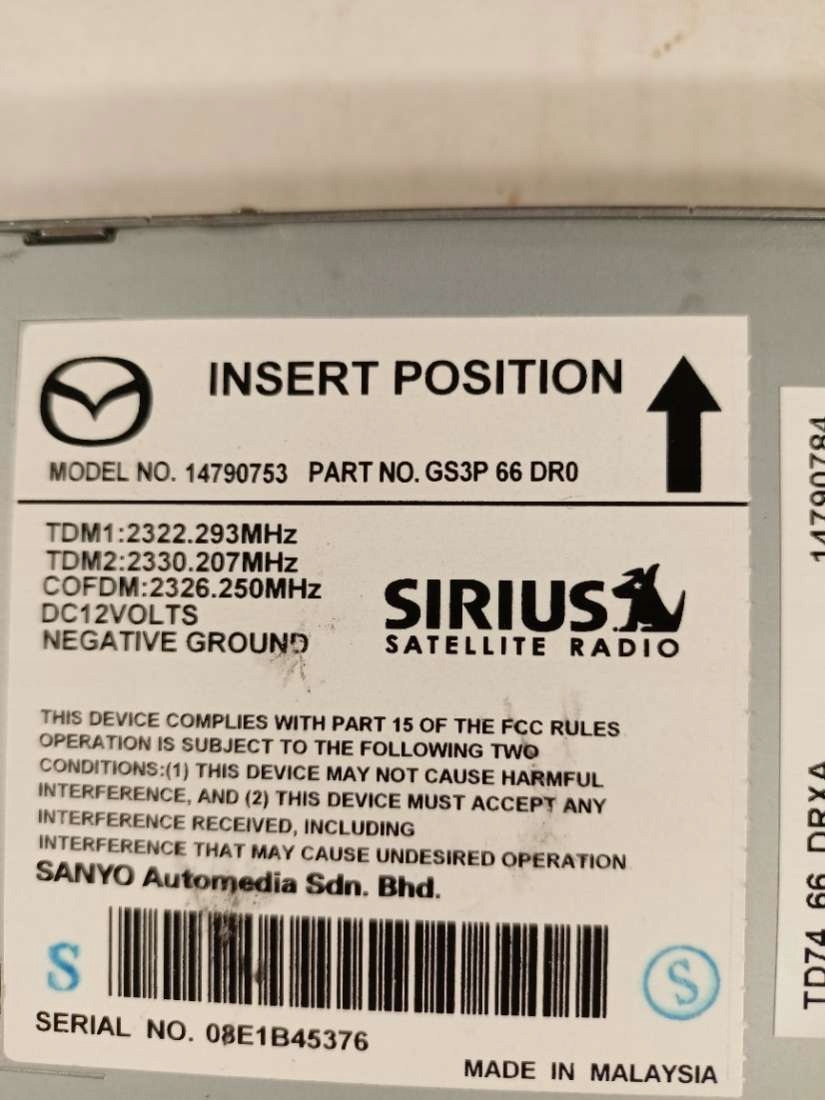 INSERT POSITION
MODEL NO. 14790753 PART NO. GS3P 66 DR0
TDM1:2322.293MHz
TDM2:2330.207MHz
COFDM:2326.250MHz
DC12VOLTS
NEGATIVE GROUND
SIRIUS
SATELLITE RADIO
THIS DEVICE COMPLIES WITH PART 15 OF THE FCC RULES
OPERATION IS SUBJECT TO THE FOLLOWING TWO
CONDITIONS:(1) THIS DEVICE MAY NOT CAUSE HARMFUL
INTERFERENCE, AND (2) THIS DEVICE MUST ACCEPT ANY
INTERFERENCE RECEIVED, INCLUDING
INTERFERENCE THAT MAY CAUSE UNDESIRED OPERATION
SANYO Automedia Sdn. Bhd.
S
S
SERIAL NO. 08E1B45376
MADE IN MALAYSIA
14790784
TD74 66 DRXA